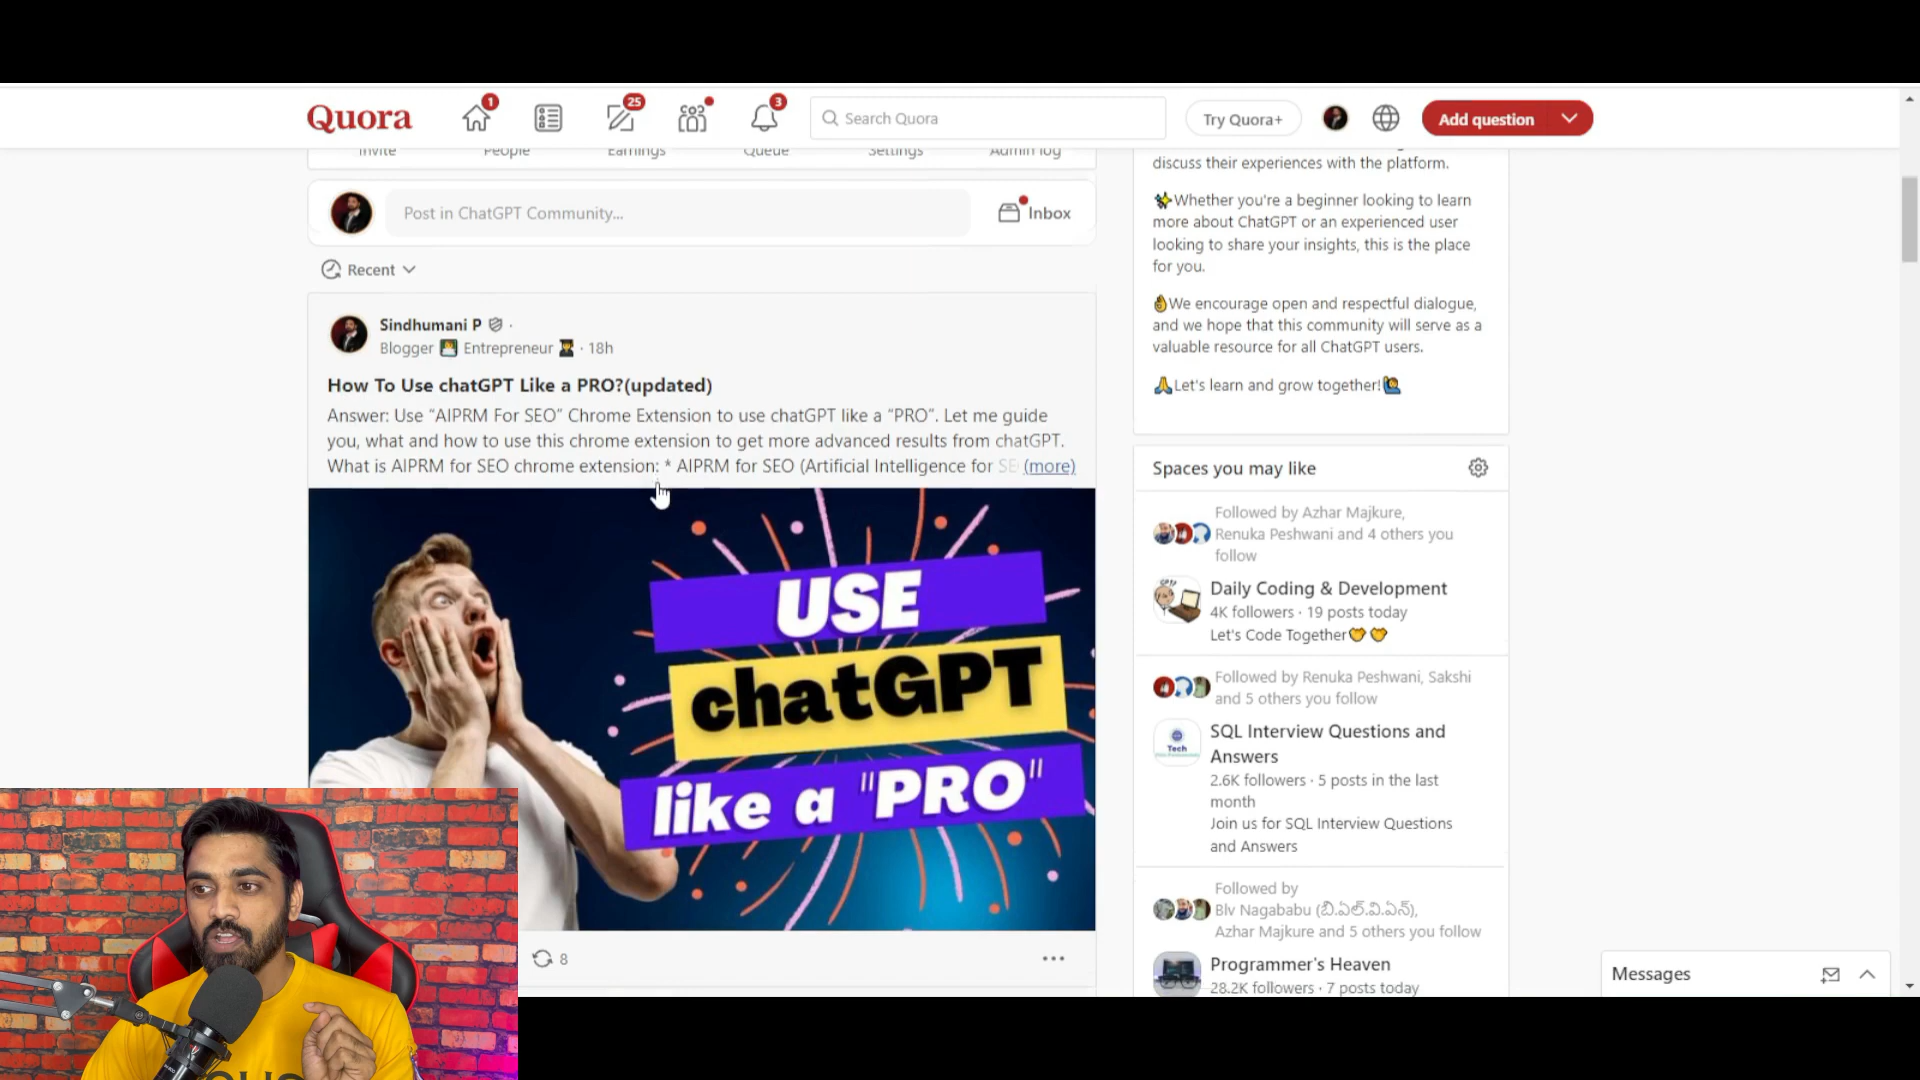 Quora
1
25
3
Search Quora
Try Quora+
Add question
Invite
People
Earnings
Queue
Settings
Admin log
Post in ChatGPT Community...
Inbox
Recent
Sindhumani P
Blogger Entrepreneur · 18h
How To Use chatGPT Like a PRO?(updated)
Answer: Use “AIPRM For SEO” Chrome Extension to use chatGPT like a “PRO”. Let me guide
you, what and how to use this chrome extension to get more advanced results from chatGPT.
What is AIPRM for SEO chrome extension: * AIPRM for SEO (Artificial Intelligence for SE (more)
USE
chatGPT
like a "PRO"
8
discuss their experiences with the platform.
✨Whether you're a beginner looking to learn
more about ChatGPT or an experienced user
looking to share your insights, this is the place
for you.
👌We encourage open and respectful dialogue,
and we hope that this community will serve as a
valuable resource for all ChatGPT users.
🙏Let's learn and grow together!🙋
Spaces you may like
Followed by Azhar Majkure,
Renuka Peshwani and 4 others you
follow
Daily Coding & Development
4K followers · 19 posts today
Let's Code Together
Followed by Renuka Peshwani, Sakshi
and 5 others you follow
Tech
SQL Interview Questions and
Answers
2.6K followers · 5 posts in the last
month
Join us for SQL Interview Questions
and Answers
Followed by
Blv Nagababu (బి.ఎల్.వి.ఏన్),
Azhar Majkure and 5 others you follow
Programmer's Heaven
28.2K followers · 7 posts today
Messages